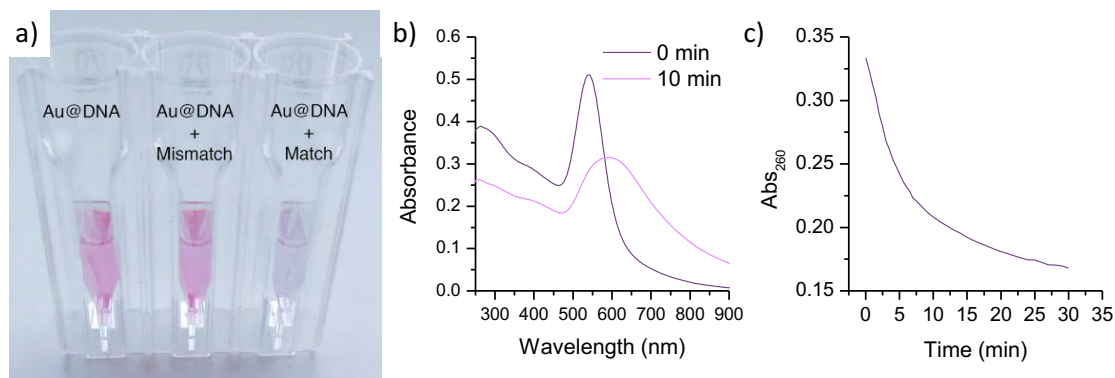 a)
Au@DNA
Au@DNA
+
Mismatch
Au@DNA
+
Match
b)
0.6
0.5
0.4
0.3
0.2
0.1
0.0
Absorbance
0 min
10 min
300 400 500 600 700 800 900
Wavelength (nm)
c)
0.35
0.30
0.25
0.20
0.15
Abs₂₆₀
0 5 10 15 20 25 30 35
Time (min)